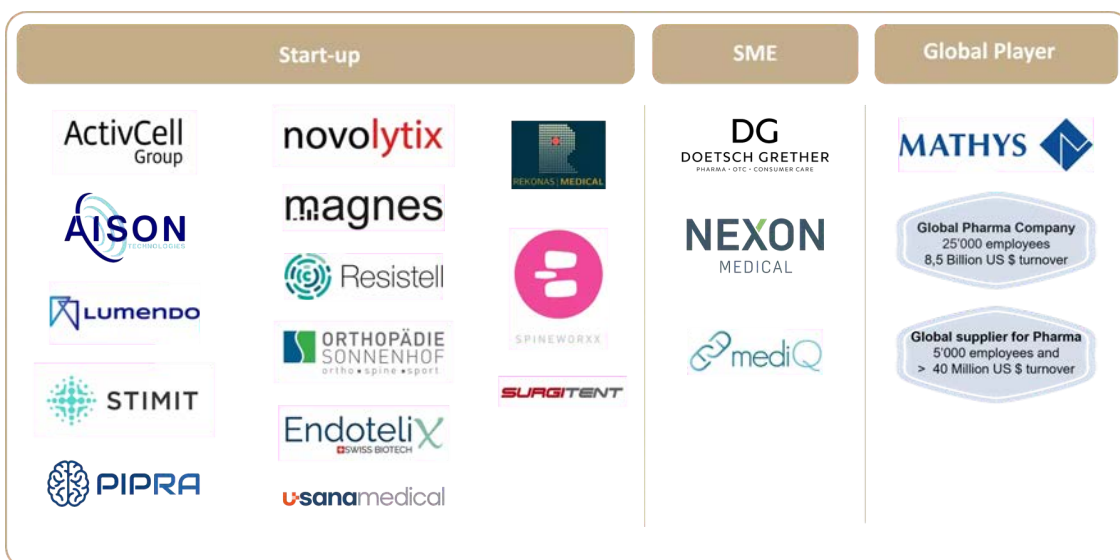 Start-up
SME
Global Player
ActivCell
Group
AISON
TECHNOLOGIES
LUMENDO
STIMIT
PIPRA
novolytix
magnes
Resistell
ORTHOPÄDIE
SONNENHOF
ortho • spine • sport
EndoteliX
SWISS BIOTECH
u-sanamedical
REKONAS | MEDICAL
SPINEWORXX
SURGITENT
DG
DOETSCH GRETHER
PHARMA • OTC • CONSUMER CARE
NEXON
MEDICAL
mediQ
MATHYS
Global Pharma Company
25'000 employees
8,5 Billion US $ turnover
Global supplier for Pharma
5'000 employees and
> 40 Million US $ turnover